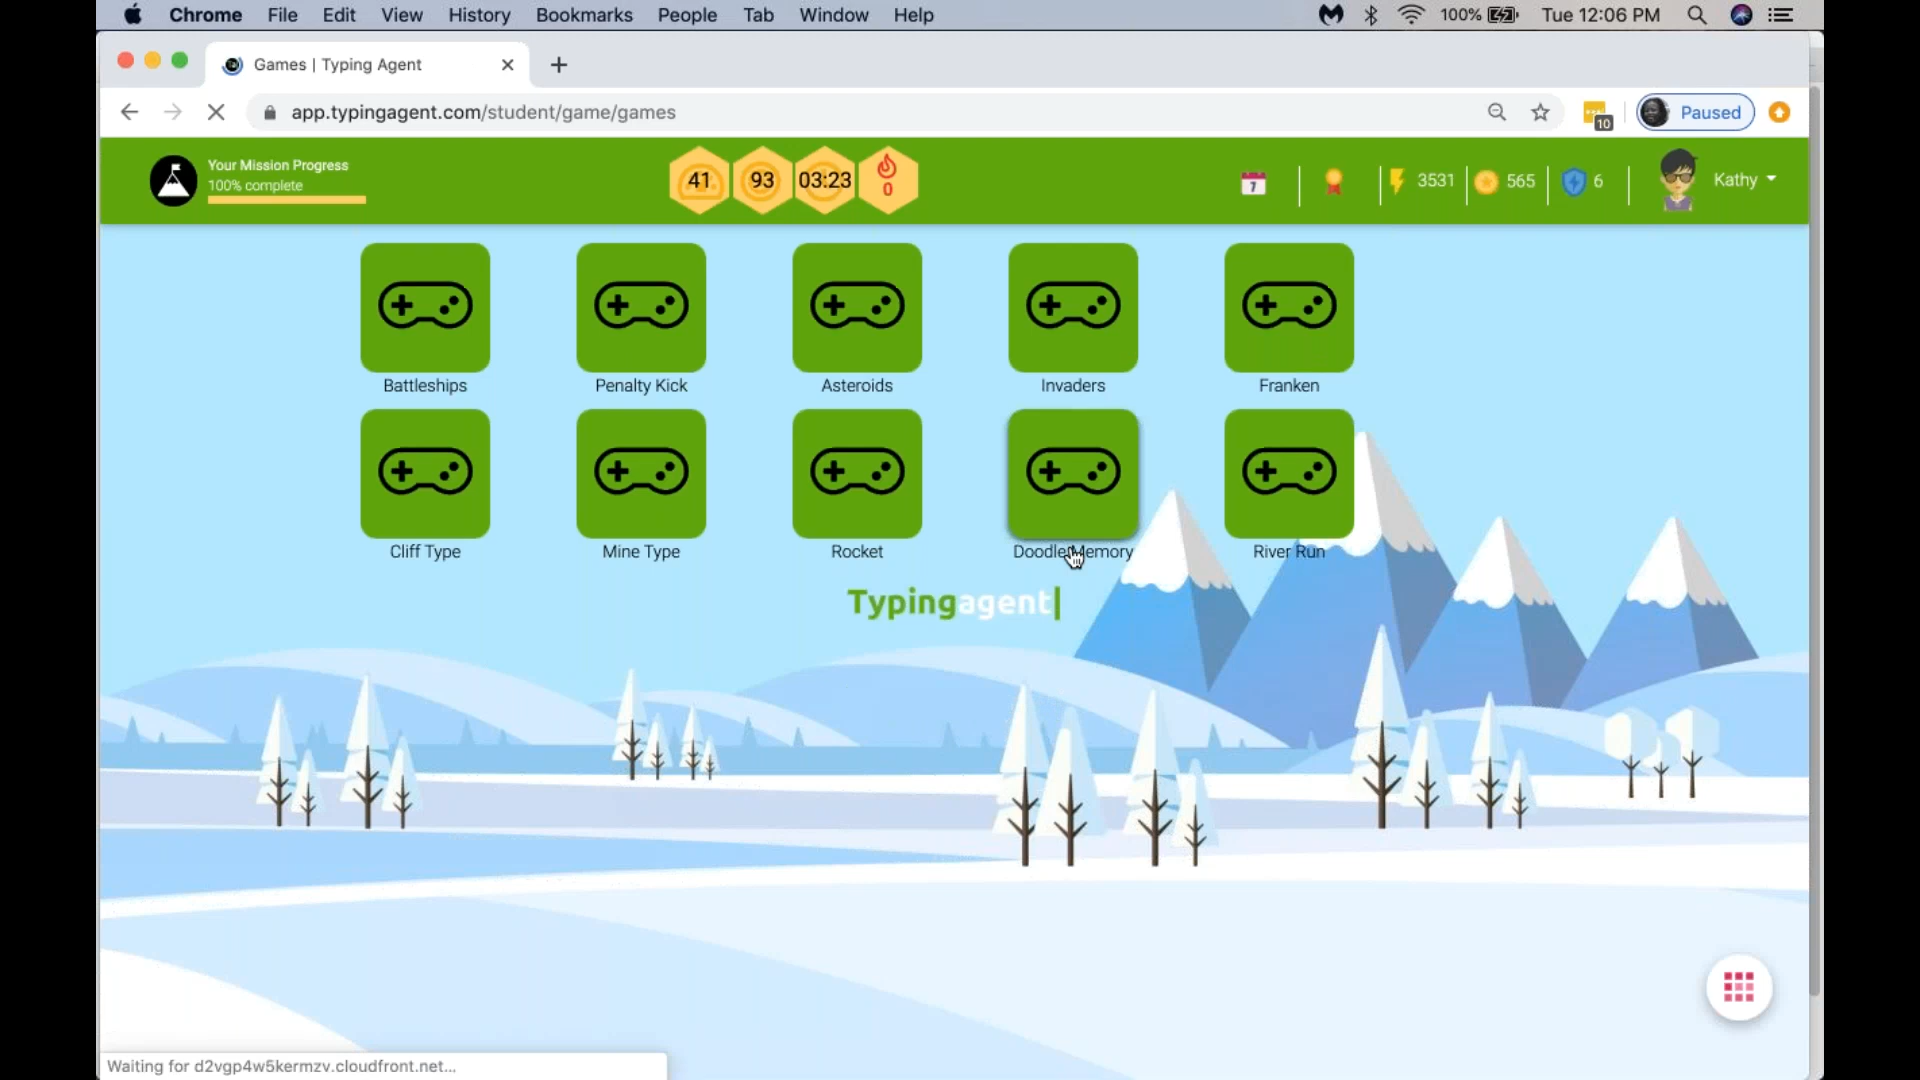 Chrome File Edit View History Bookmarks People Tab Window Help 100% Tue 12:06 PM
Games | Typing Agent
app.typingagent.com/student/game/games
10
Paused
Your Mission Progress
100% complete
41 93 03:23 0
7
3531 565 6
Kathy
Battleships Penalty Kick Asteroids Invaders Franken
Cliff Type Mine Type Rocket Doodle Memory River Run
Typingagent|
Waiting for d2vgp4w5kermzv.cloudfront.net...